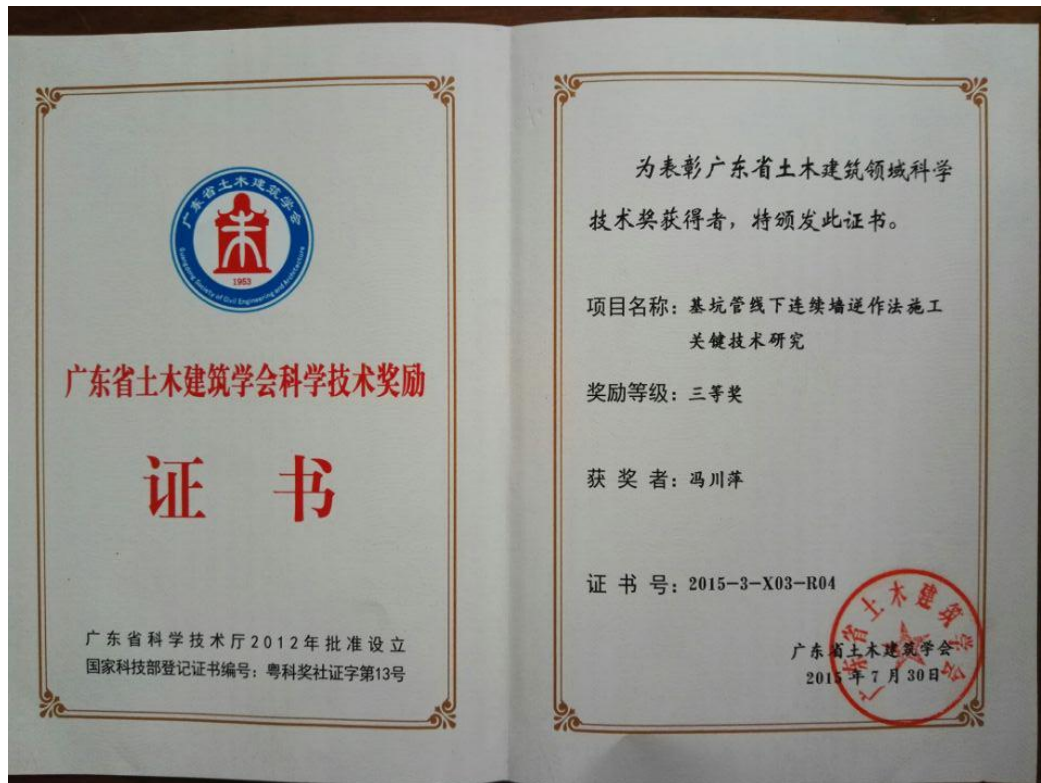 广东省土木建筑学会
Guangdong Society of Civil Engineering and Architecture
1953
广东省土木建筑学会科学技术奖励
证 书
广东省科学技术厅2012年批准设立
国家科技部登记证书编号：粤科奖社证字第13号
为表彰广东省土木建筑领域科学
技术奖获得者，特颁发此证书。
项目名称：基坑管线下连续墙逆作法施工
关键技术研究
奖励等级：三等奖
获 奖 者：冯川萍
证 书 号：2015-3-X03-R04
广东省土木建筑学会
2015年7月30日
广东省土木建筑学会